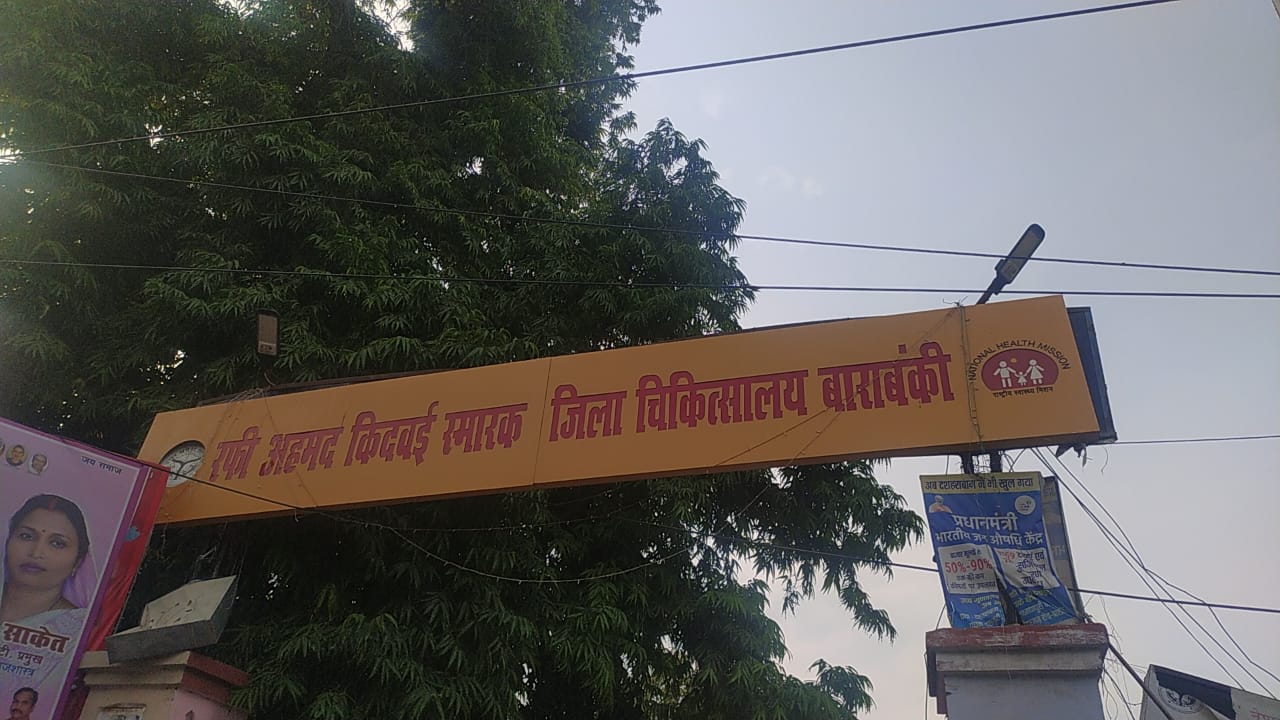 रफी अहमद किदवई स्मारक जिला चिकित्सालय बाराबंकी
NATIONAL HEALTH MISSION
राष्ट्रीय स्वास्थ्य मिशन
जय समाज
साकेत
प्रमुख
अब दशहराबाग में भी खुल गया
प्रधानमंत्री
भारतीय जन औषधि केंद्र
50%-90%